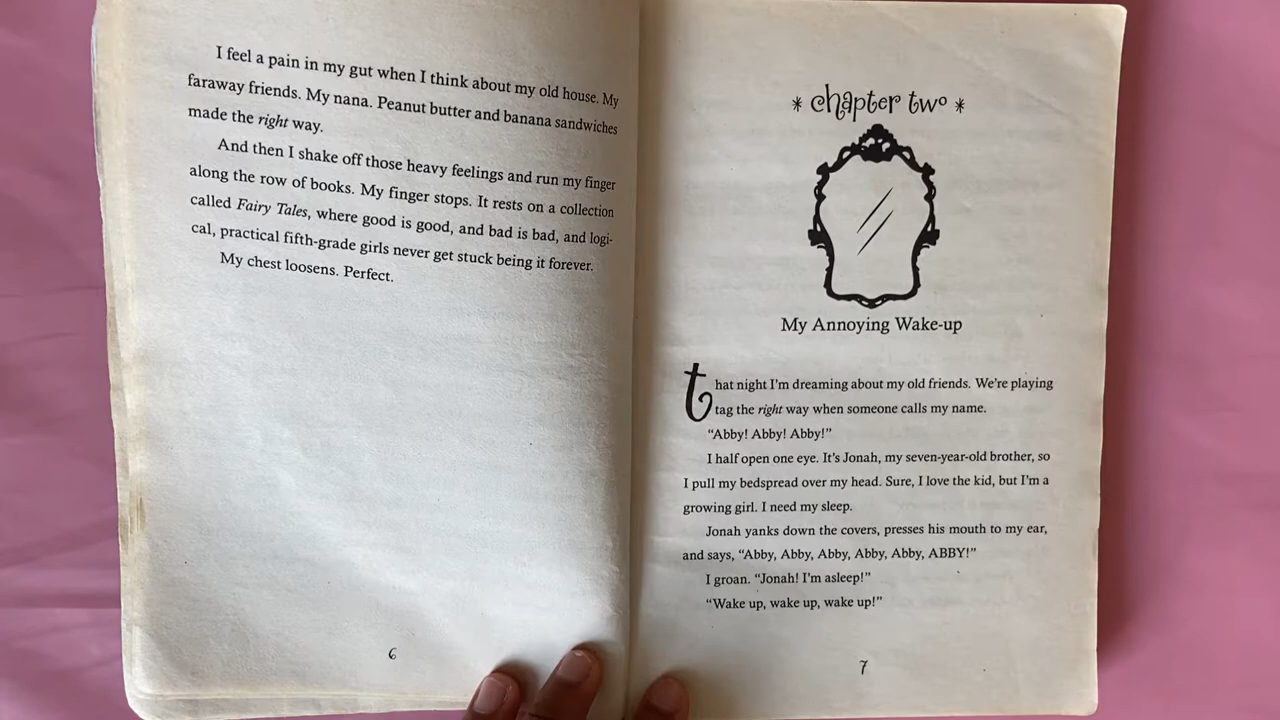 I feel a pain in my gut when I think about my old house. My
faraway friends. My nana. Peanut butter and banana sandwiches
made the right way.
And then I shake off those heavy feelings and run my finger
along the row of books. My finger stops. It rests on a collection
called Fairy Tales, where good is good, and bad is bad, and logi-
cal, practical fifth-grade girls never get stuck being it forever.
My chest loosens. Perfect.
6
* chapter two *
My Annoying Wake-up
that night I'm dreaming about my old friends. We're playing
tag the right way when someone calls my name.
“Abby! Abby! Abby!”
I half open one eye. It's Jonah, my seven-year-old brother, so
I pull my bedspread over my head. Sure, I love the kid, but I'm a
growing girl. I need my sleep.
Jonah yanks down the covers, presses his mouth to my ear,
and says, “Abby, Abby, Abby, Abby, Abby, ABBY!”
I groan. “Jonah! I'm asleep!”
“Wake up, wake up, wake up!”
7